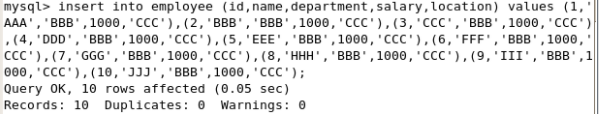 mysql> insert into employee (id,name,department,salary,location) values (1,'
AAA','BBB',1000,'CCC'),(2,'BBB','BBB',1000,'CCC'),(3,'CCC','BBB',1000,'CCC')
,(4,'DDD','BBB',1000,'CCC'),(5,'EEE','BBB',1000,'CCC'),(6,'FFF','BBB',1000,'
CCC'),(7,'GGG','BBB',1000,'CCC'),(8,'HHH','BBB',1000,'CCC'),(9,'III','BBB',1
000,'CCC'),(10,'JJJ','BBB',1000,'CCC');
Query OK, 10 rows affected (0.05 sec)
Records: 10  Duplicates: 0  Warnings: 0